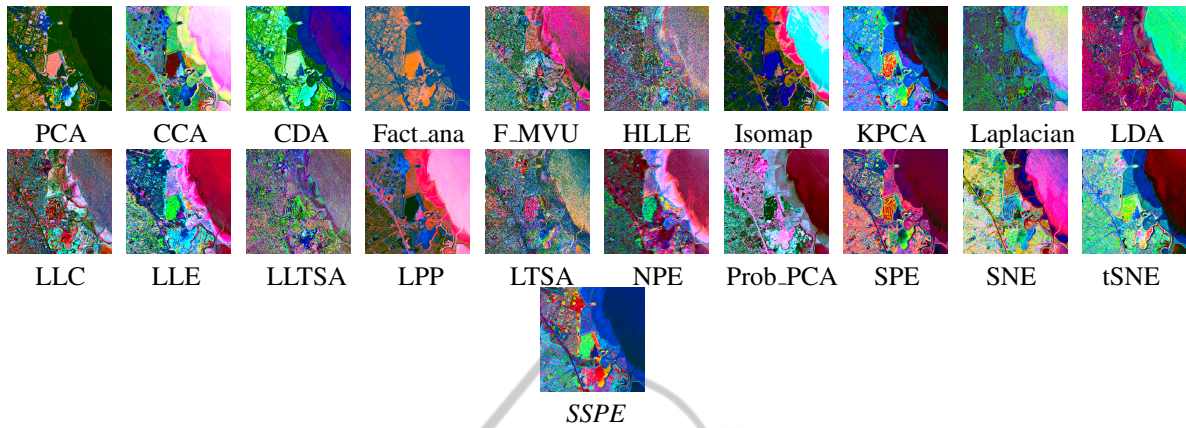 PCA CCA CDA Fact_ana F_MVU HLLE Isomap KPCA Laplacian LDA
LLC LLE LLTSA LPP LTSA NPE Prob_PCA SPE SNE tSNE
SSPE